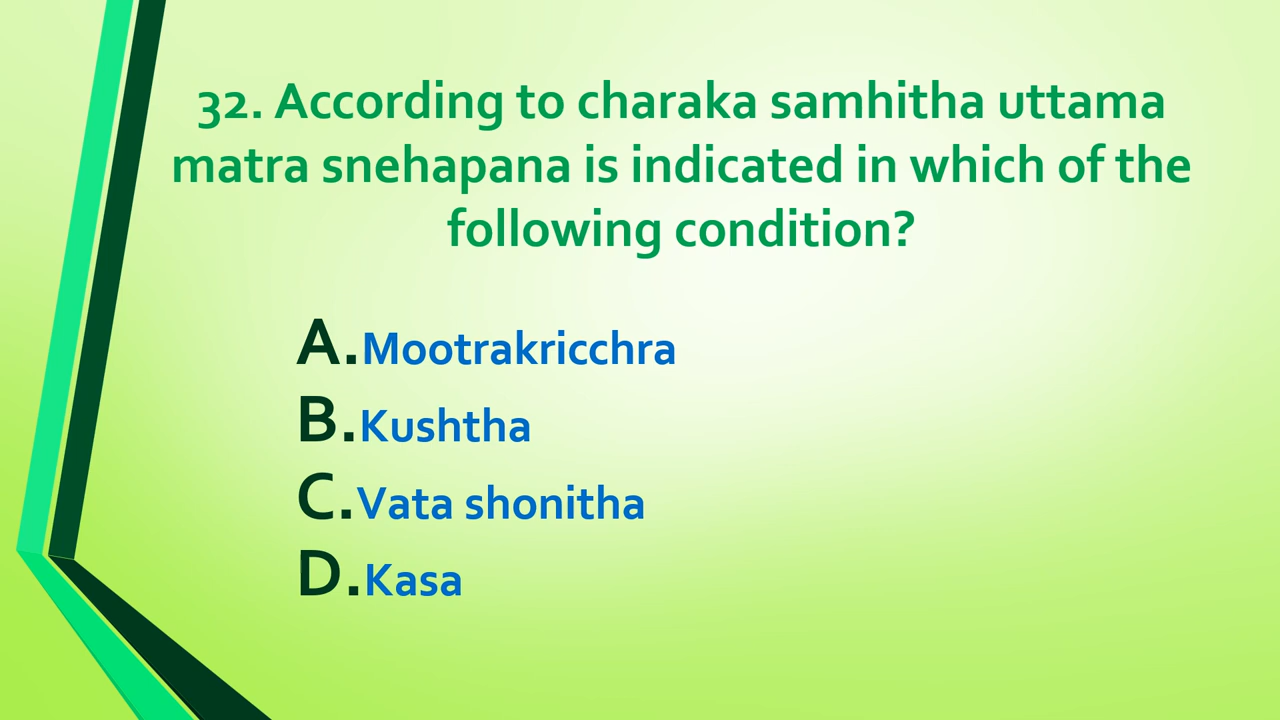 32. According to charaka samhitha uttama
matra snehapana is indicated in which of the
following condition?
A.Mootrakricchra
B.Kushtha
C.Vata shonitha
D.Kasa